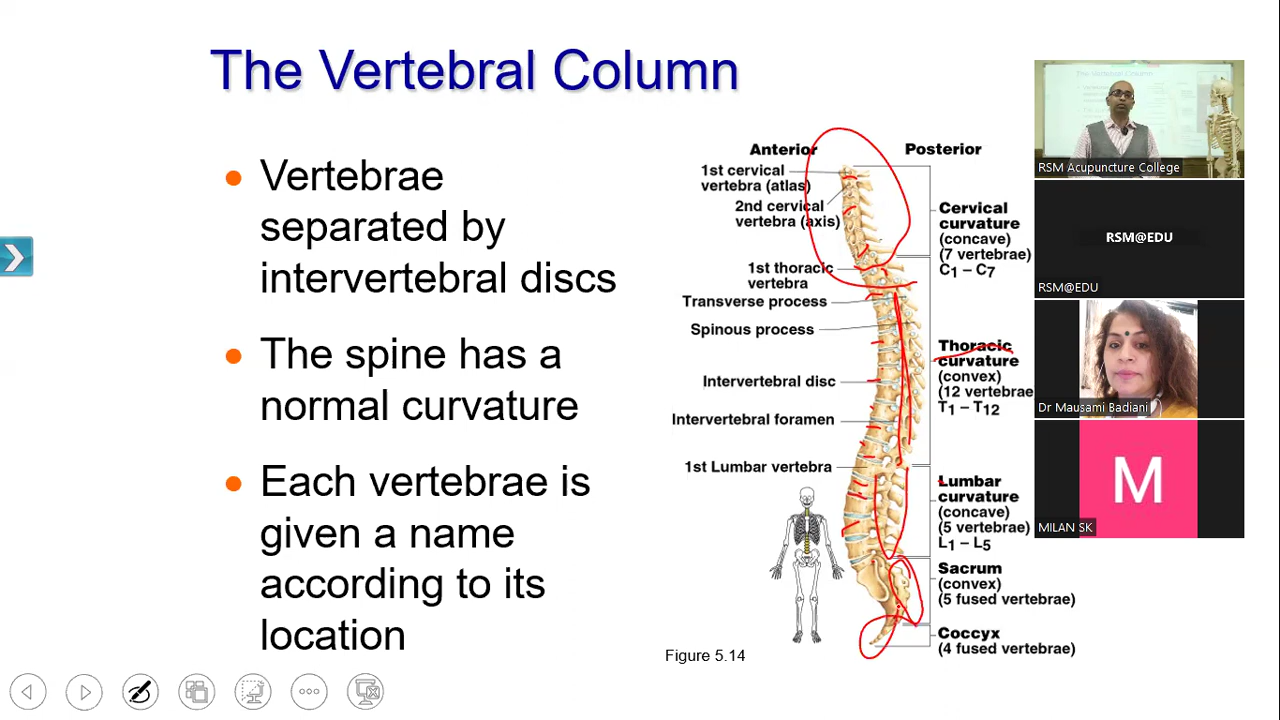 The Vertebral Column
Vertebrae
separated by
intervertebral discs
The spine has a
normal curvature
Each vertebrae is
given a name
according to its
location
Anterior
Posterior
1st cervical
vertebra (atlas)
2nd cervical
vertebra (axis)
1st thoracic
vertebra
Transverse process
Spinous process
Intervertebral disc
Intervertebral foramen
1st Lumbar vertebra
Cervical
curvature
(concave)
(7 vertebrae)
C1 – C7
Thoracic
curvature
(convex)
(12 vertebrae
T1 – T12
Lumbar
curvature
(concave)
(5 vertebrae)
L1 – L5
Sacrum
(convex)
(5 fused vertebrae)
Coccyx
(4 fused vertebrae)
Figure 5.14
RSM Acupuncture College
RSM@EDU
RSM@EDU
Dr Mausami Badiani
M
MILAN SK